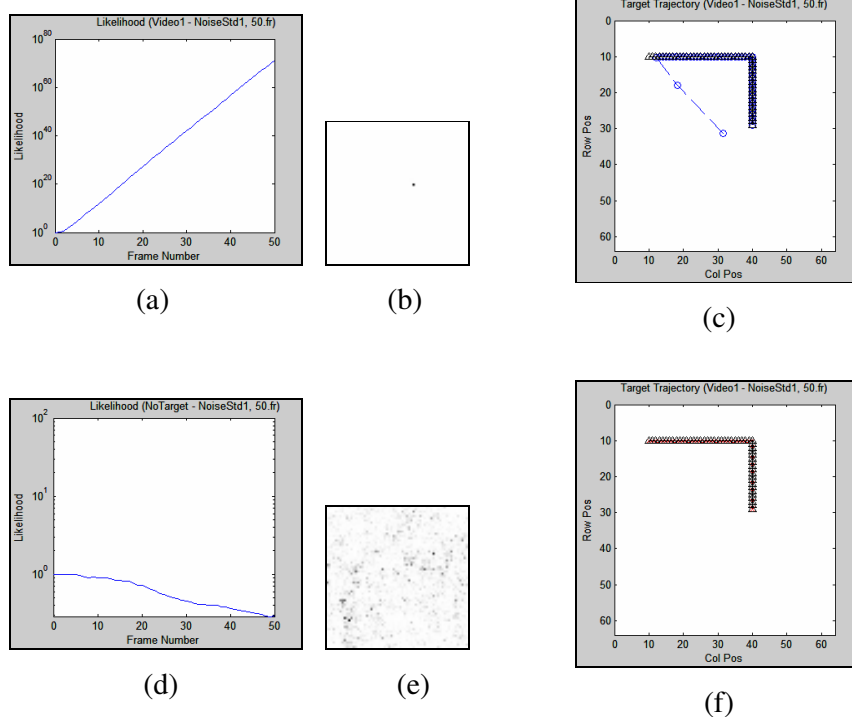 Likelihood (Video1 - NoiseStd1, 50.fr)
10^80
10^60
10^40
10^20
10^0
Likelihood
0 10 20 30 40 50
Frame Number
(a)
(b)
Target Trajectory (Video1 - NoiseStd1, 50.fr)
0
10
20
30
40
50
60
Row Pos
0 10 20 30 40 50 60
Col Pos
(c)
Likelihood (NoTarget - NoiseStd1, 50.fr)
10^2
10^1
10^0
Likelihood
0 10 20 30 40 50
Frame Number
(d)
(e)
Target Trajectory (Video1 - NoiseStd1, 50.fr)
0
10
20
30
40
50
60
Row Pos
0 10 20 30 40 50 60
Col Pos
(f)